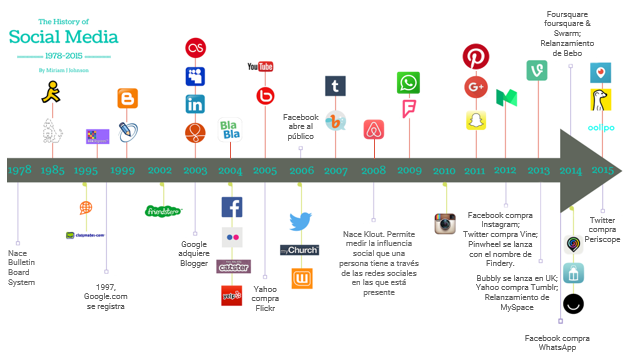 The History of
Social Media
1978-2015
By Miriam J Johnson
Foursquare
foursquare &
Swarm;
Relanzamiento
de Bebo
YouTube
Bla
Bla
Facebook
abre al
público
1978
1985
1995
1999
2002
2003
2004
2005
2006
2007
2008
2009
2010
2011
2012
2013
2014
2015
friendster
classmates.com
Nace
Bulletin
Board
System
1997,
Google.com
se registra
Google
adquiere
Blogger
catster
yelp
Yahoo
compra
Flickr
myChurch
Nace Klout. Permite
medir la influencia
social que una
persona tiene a través
de las redes sociales
en las que está
presente
Facebook compra
Instagram;
Twitter compra Vine;
Pinwheel se lanza
con el nombre de
Findery.
Bubbly se lanza en UK;
Yahoo compra Tumblr;
Relanzamiento de
MySpace
Twitter
compra
Periscope
Facebook compra
WhatsApp